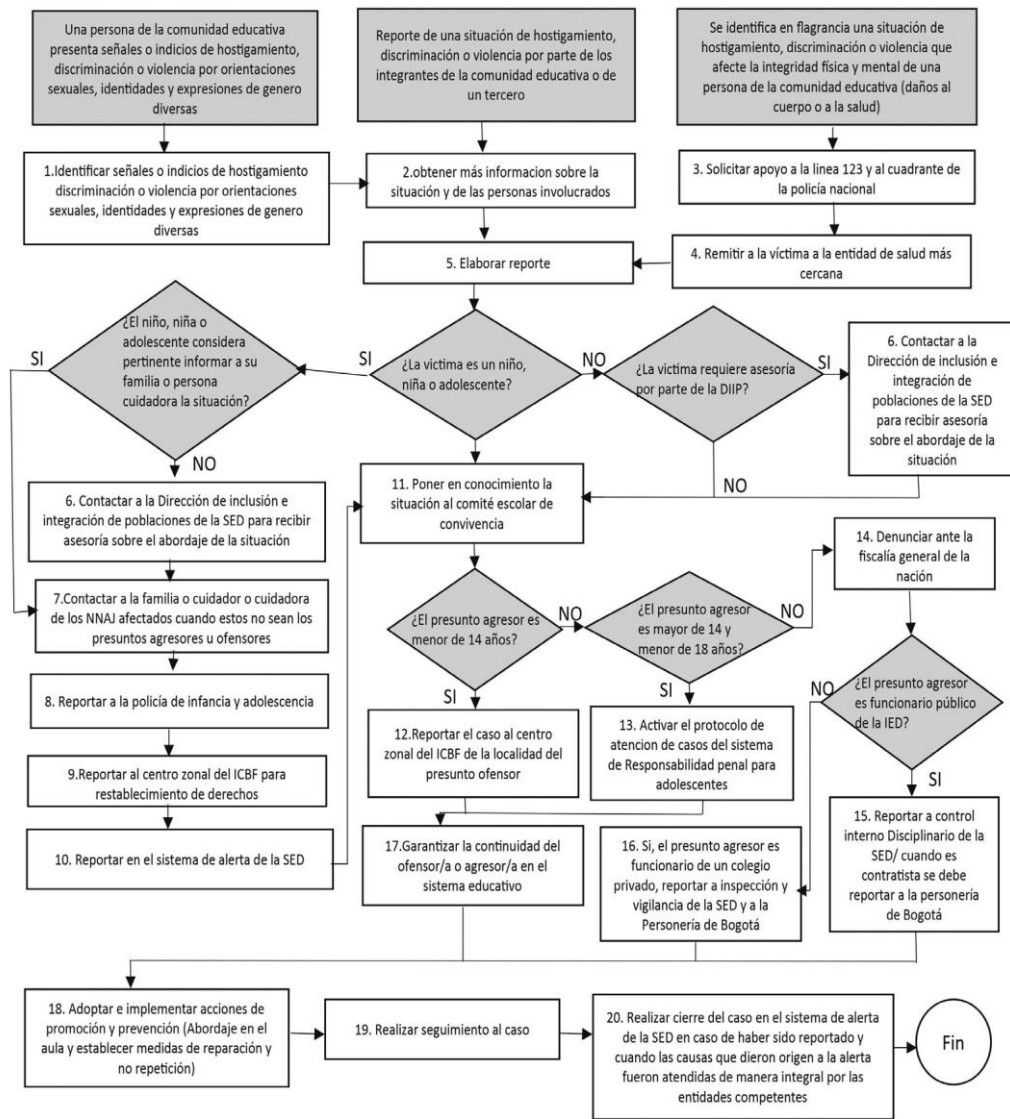 Una persona de la comunidad educativa
presenta señales o indicios de hostigamiento,
discriminación o violencia por orientaciones
sexuales, identidades y expresiones de genero
diversas
Reporte de una situación de hostigamiento,
discriminación o violencia por parte de los
integrantes de la comunidad educativa o de
un tercero
Se identifica en flagrancia una situación de
hostigamiento, discriminación o violencia que
afecte la integridad física y mental de una
persona de la comunidad educativa (daños al
cuerpo o a la salud)
1.Identificar señales o indicios de hostigamiento
discriminación o violencia por orientaciones
sexuales, identidades y expresiones de genero
diversas
2.obtener más informacion sobre la
situación y de las personas involucrados
3. Solicitar apoyo a la linea 123 y al cuadrante de
la policía nacional
5. Elaborar reporte
4. Remitir a la víctima a la entidad de salud más
cercana
¿El niño, niña o
adolescente considera
pertinente informar a su
familia o persona
cuidadora la situación?
SI
NO
¿La victima es un niño,
niña o adolescente?
SI
NO
¿La victima requiere asesoría
por parte de la DIIP?
SI
NO
6. Contactar a la
Dirección de inclusión e
integración de
poblaciones de la SED
para recibir asesoría
sobre el abordaje de la
situación
6. Contactar a la Dirección de inclusión e
integración de poblaciones de la SED para recibir
asesoría sobre el abordaje de la situación
11. Poner en conocimiento la
situación al comité escolar de
convivencia
14. Denunciar ante la
fiscalía general de la
nación
7.Contactar a la familia o cuidador o cuidadora
de los NNAJ afectados cuando estos no sean los
presuntos agresores u ofensores
¿El presunto agresor es
menor de 14 años?
NO
SI
¿El presunto agresor
es mayor de 14 y
menor de 18 años?
NO
SI
¿El presunto agresor
es funcionario público
de la IED?
NO
SI
8. Reportar a la policía de infancia y adolescencia
9.Reportar al centro zonal del ICBF para
restablecimiento de derechos
10. Reportar en el sistema de alerta de la SED
12.Reportar el caso al centro
zonal del ICBF de la localidad del
presunto ofensor
13. Activar el protocolo de
atencion de casos del sistema
de Responsabilidad penal para
adolescentes
17.Garantizar la continuidad del
ofensor/a o agresor/a en el
sistema educativo
16. Si, el presunto agresor es
funcionario de un colegio
privado, reportar a inspección y
vigilancia de la SED y a la
Personería de Bogotá
15. Reportar a control
interno Disciplinario de la
SED/ cuando es
contratista se debe
reportar a la personería
de Bogotá
18. Adoptar e implementar acciones de
promoción y prevención (Abordaje en el
aula y establecer medidas de reparación y
no repetición)
19. Realizar seguimiento al caso
20. Realizar cierre del caso en el sistema de alerta
de la SED en caso de haber sido reportado y
cuando las causas que dieron origen a la alerta
fueron atendidas de manera integral por las
entidades competentes
Fin